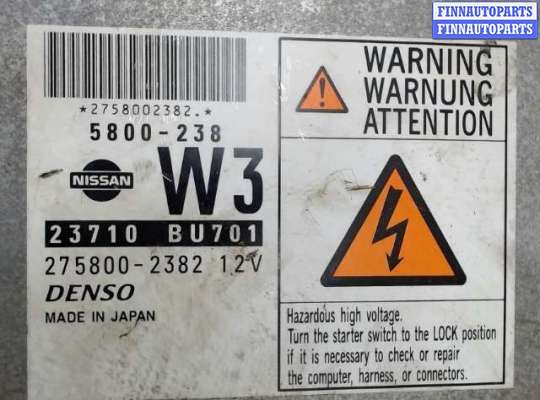 FINNAUTOPARTS
FINNAUTOPARTS
*2758002382.*
5800-238
NISSAN
W3
23710 BU701
275800-2382 12V
DENSO
MADE IN JAPAN
WARNING
WARNUNG
ATTENTION
Hazardous high voltage.
Turn the starter switch to the LOCK position
if it is necessary to check or repair
the computer, harness, or connectors.